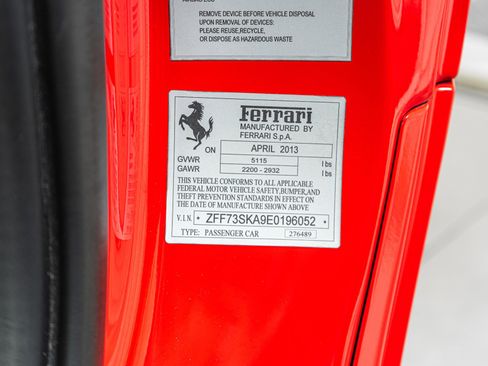 REMOVE DEVICE BEFORE VEHICLE DISPOSAL
UPON REMOVAL OF DEVICES:
PLEASE REUSE,RECYCLE,
OR DISPOSE AS HAZARDOUS WASTE
Ferrari
MANUFACTURED BY
FERRARI S.p.A.
ON APRIL 2013
GVWR 5115 lbs
GAWR 2200 - 2932 lbs
THIS VEHICLE CONFORMS TO ALL APPLICABLE
FEDERAL MOTOR VEHICLE SAFETY,BUMPER,AND
THEFT PREVENTION STANDARDS IN EFFECT ON
THE DATE OF MANUFACTURE SHOWN ABOVE
V.I.N. * ZFF73SKA9E0196052 *
TYPE: PASSENGER CAR 276489